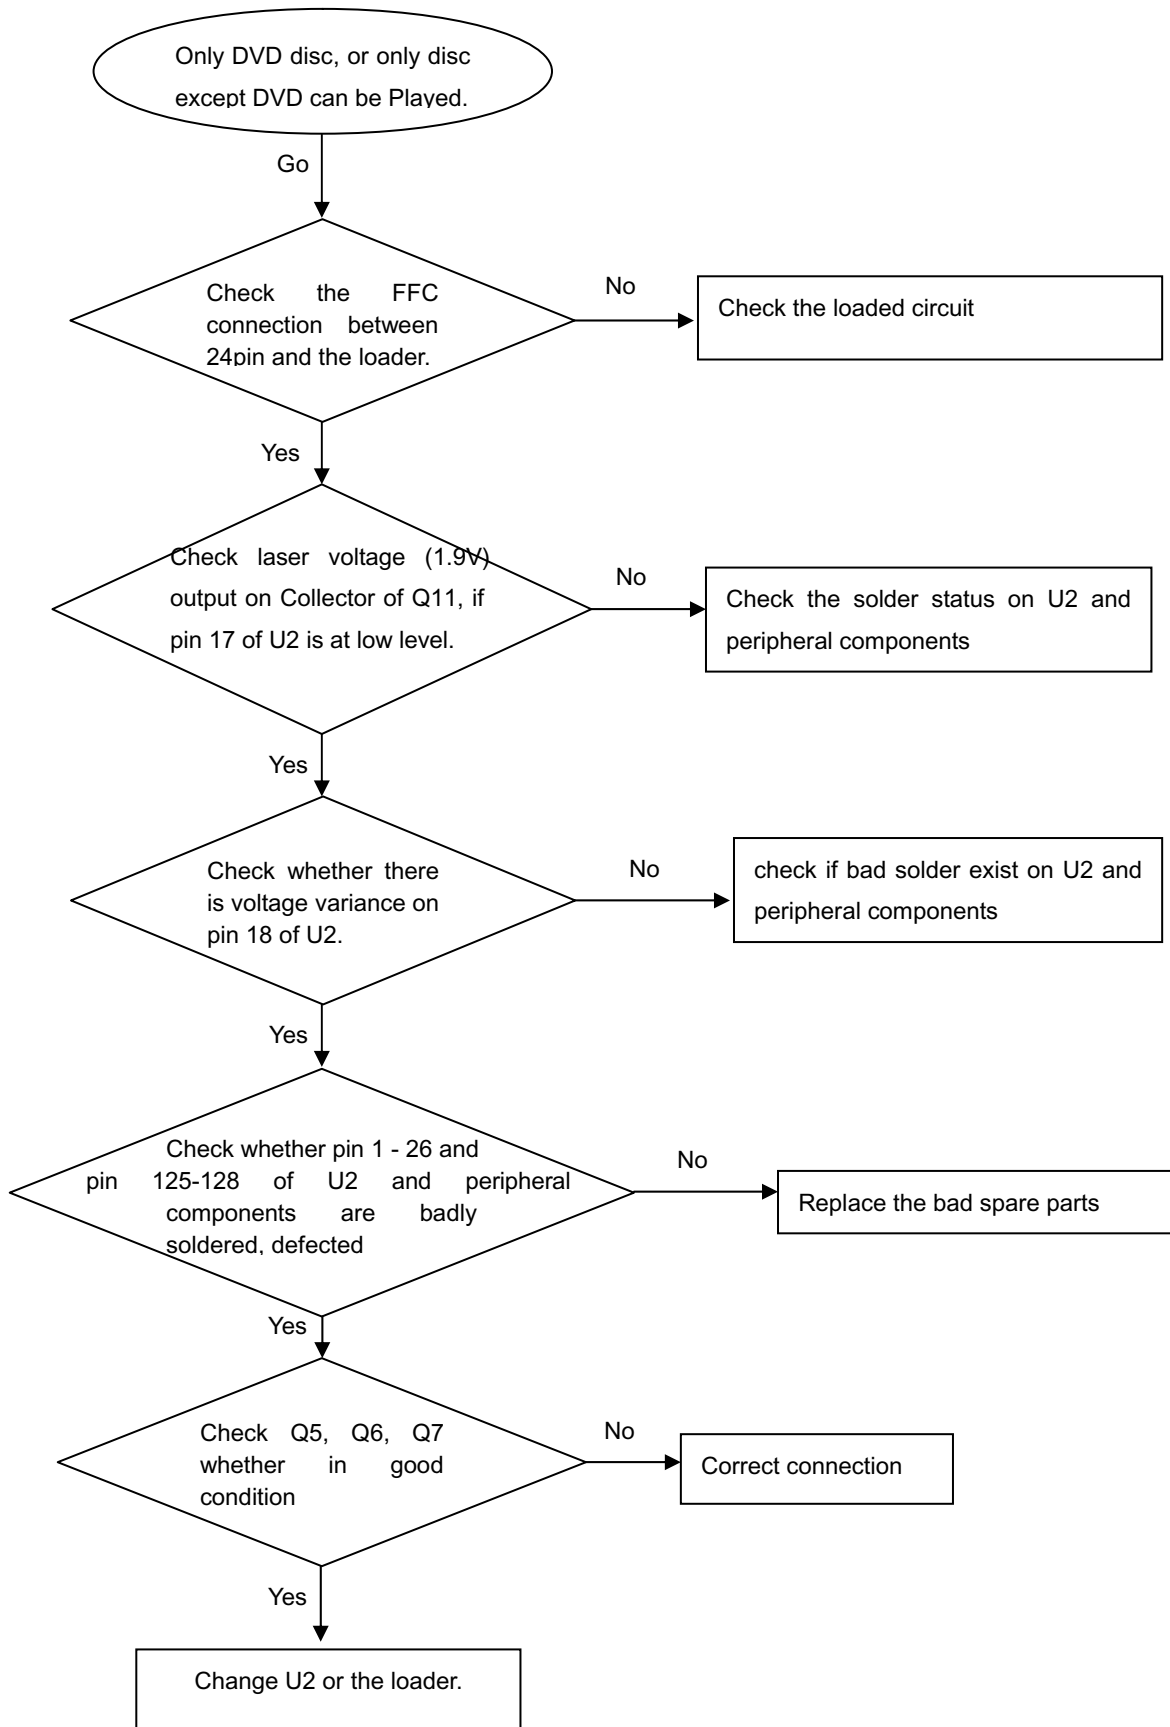 Only DVD disc, or only disc
except DVD can be Played.
Go
Check the FFC
connection between
24pin and the loader.
No
Check the loaded circuit
Yes
Check laser voltage (1.9V)
output on Collector of Q11, if
pin 17 of U2 is at low level.
No
Check the solder status on U2 and
peripheral components
Yes
Check whether there
is voltage variance on
pin 18 of U2.
No
check if bad solder exist on U2 and
peripheral components
Yes
Check whether pin 1 - 26 and
pin 125-128 of U2 and peripheral
components are badly
soldered, defected
No
Replace the bad spare parts
Yes
Check Q5, Q6, Q7
whether in good
condition
No
Correct connection
Yes
Change U2 or the loader.